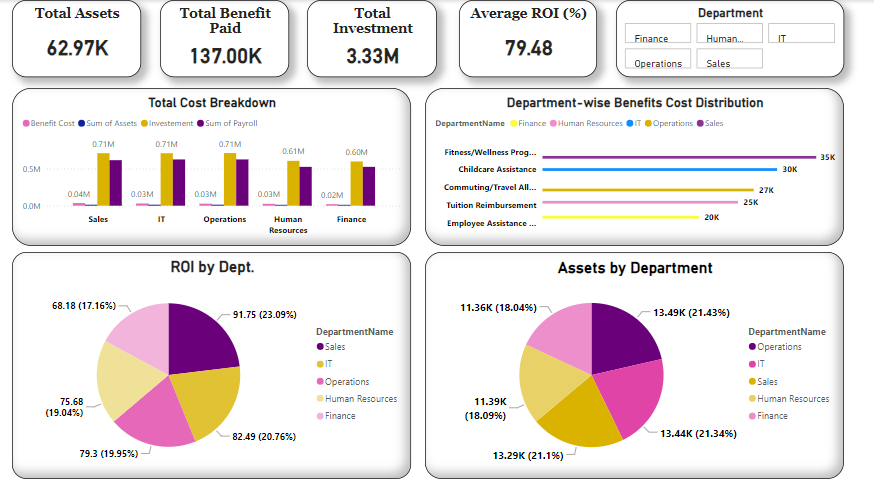 Total Assets
62.97K
Total Benefit
Paid
137.00K
Total
Investment
3.33M
Average ROI (%)
79.48
Department
Finance
Human...
IT
Operations
Sales
Total Cost Breakdown
Benefit Cost Sum of Assets Investement Sum of Payroll
0.71M 0.71M 0.71M 0.61M 0.60M
0.5M
0.04M 0.03M 0.03M 0.03M 0.02M
0.0M
Sales IT Operations Human Finance
Resources
Department-wise Benefits Cost Distribution
DepartmentName Finance Human Resources IT Operations Sales
Fitness/Wellness Prog... 35K
Childcare Assistance 30K
Commuting/Travel All... 27K
Tuition Reimbursement 25K
Employee Assistance ... 20K
ROI by Dept.
68.18 (17.16%)
91.75 (23.09%)
75.68
(19.04%)
82.49 (20.76%)
79.3 (19.95%)
DepartmentName
Sales
IT
Operations
Human Resources
Finance
Assets by Department
11.36K (18.04%)
13.49K (21.43%)
11.39K
(18.09%)
13.44K (21.34%)
13.29K (21.1%)
DepartmentName
Operations
IT
Sales
Human Resources
Finance